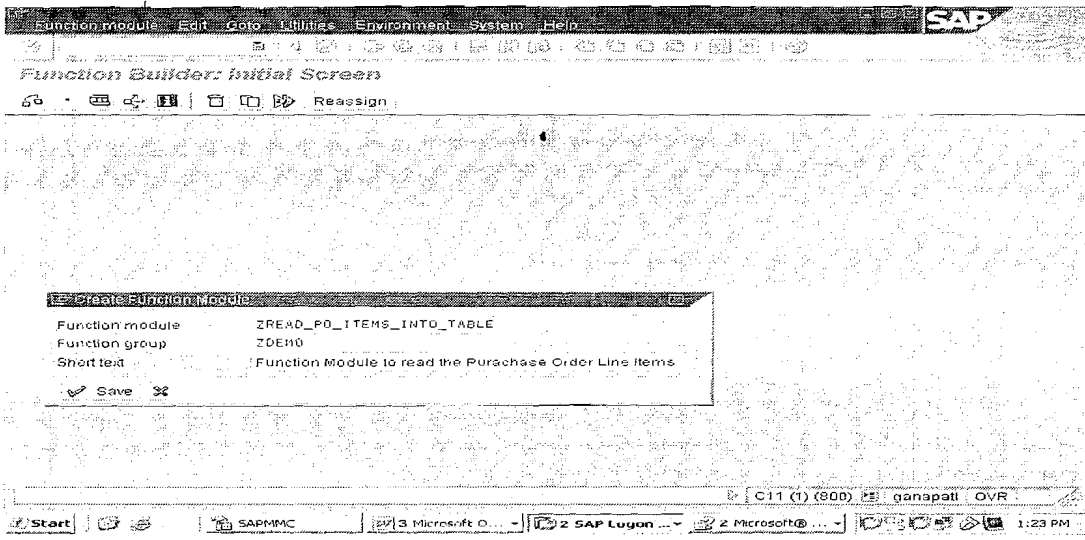 Function module Edit Goto Utilities Environment System Help
SAP
Function Builder: Initial Screen
Reassign
Create Function Module
Function module ZREAD_PO_ITEMS_INTO_TABLE
Function group ZDEMO
Short text Function Module to read the Purachase Order Line Items
Save
C11 (1) (800) ganapati OVR
Start SAPMMC 3 Microsoft O... 2 SAP Logon ... 2 Microsoft® ... 1:23 PM